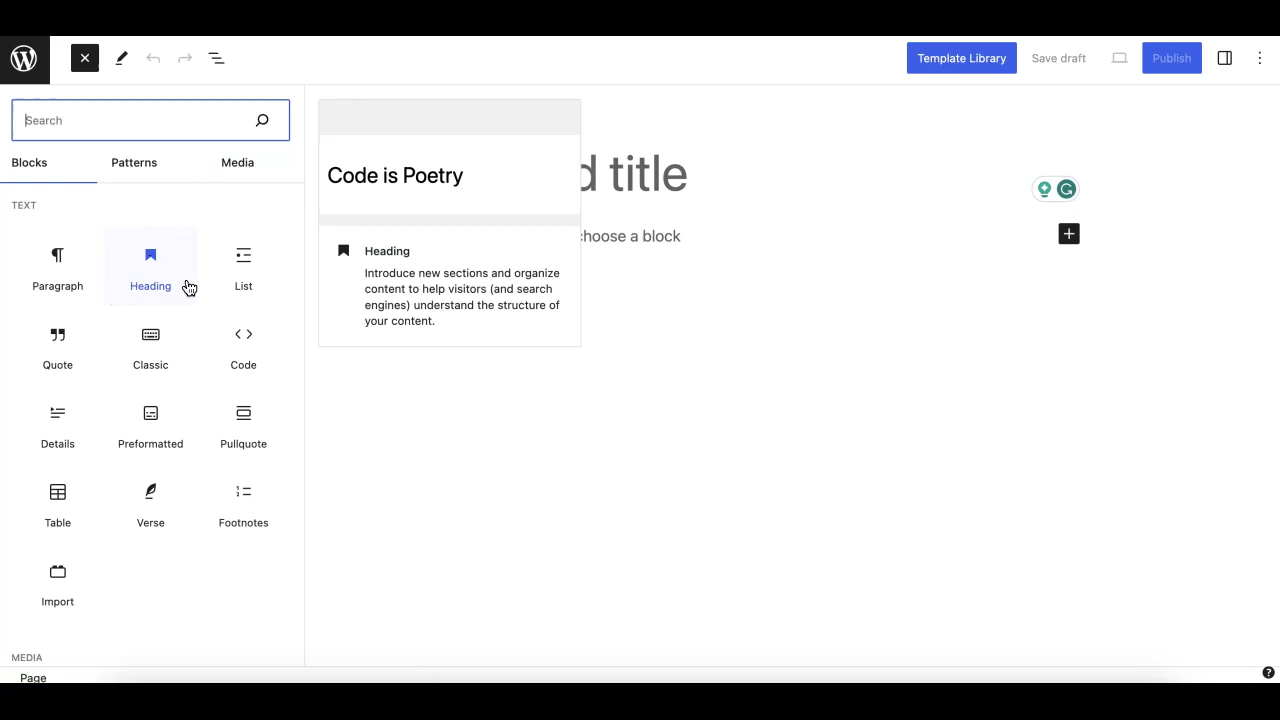 Template Library
Save draft
Publish
Search
Blocks
Patterns
Media
TEXT
Paragraph
Heading
List
Quote
Classic
Code
Details
Preformatted
Pullquote
Table
Verse
Footnotes
Import
MEDIA
Page
Code is Poetry
Heading
Introduce new sections and organize
content to help visitors (and search
engines) understand the structure of
your content.
d title
choose a block